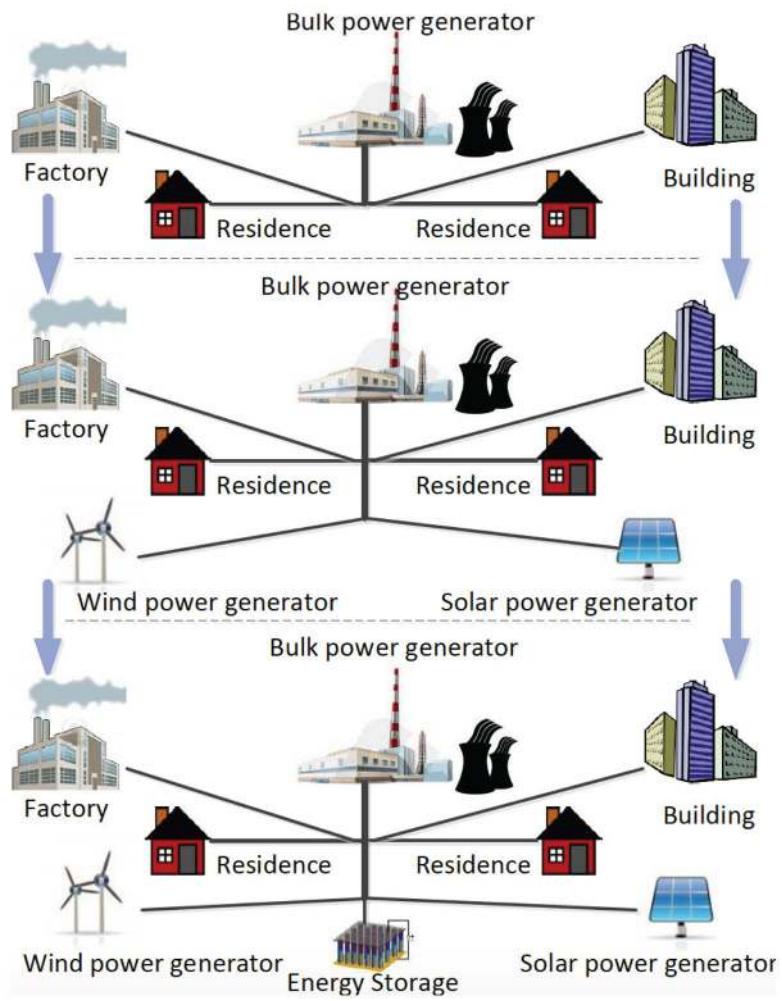 Bulk power generator
Factory
Building
Residence
Residence
Bulk power generator
Factory
Building
Residence
Residence
Wind power generator
Solar power generator
Bulk power generator
Factory
Building
Residence
Residence
Wind power generator
Solar power generator
Energy Storage